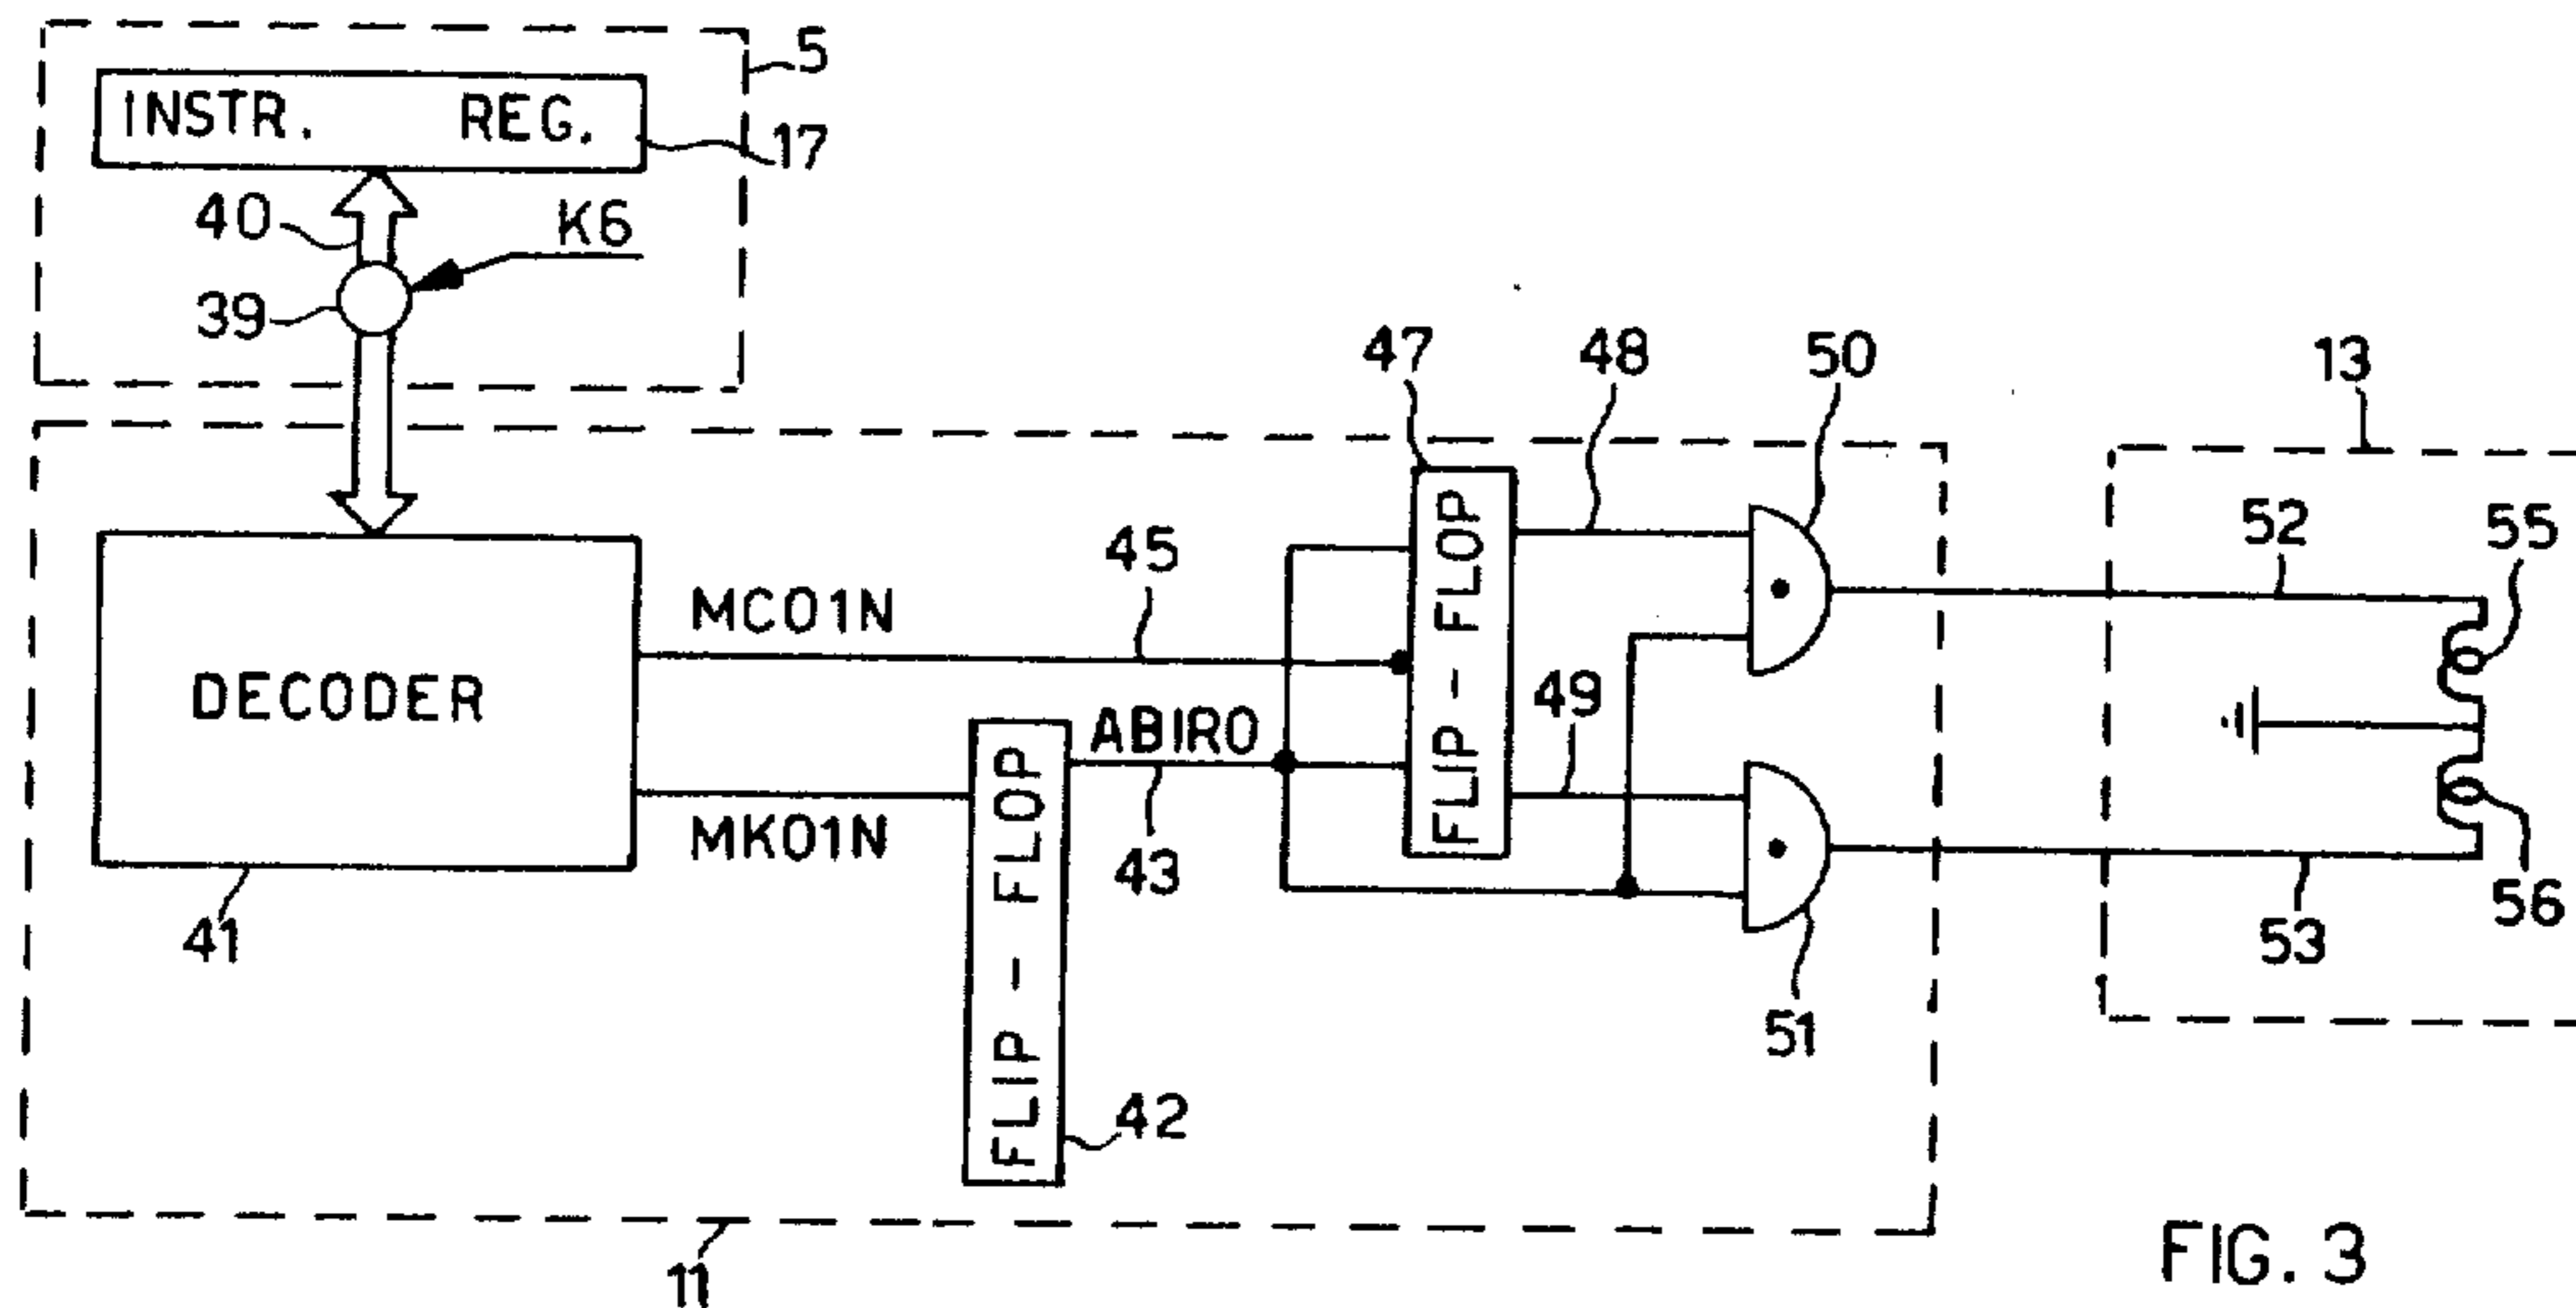 5
INSTR. REG.
17
40
K6
39
47
48
50
13
52
55
45
MC01N
DECODER
49
ABIR0
FLIP - FLOP
43
MK01N
FLIP - FLOP
41
42
51
53
56
11
FIG. 3